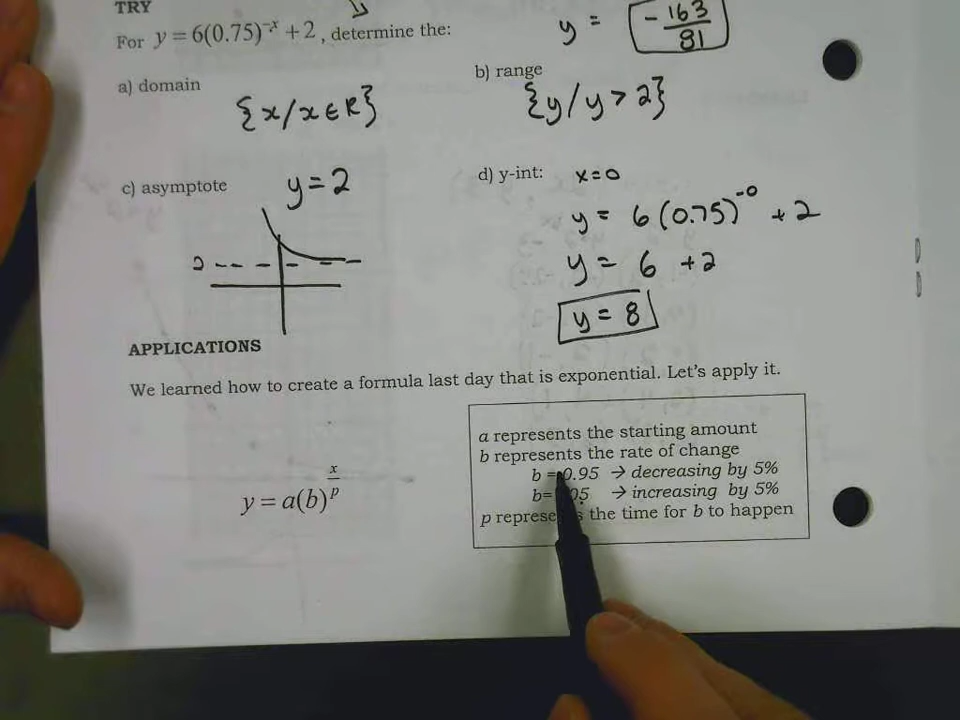 TRY
For y = 6(0.75)^{-x} + 2, determine the:
y = -163/81
a) domain
{x/x ∈ R}
b) range
{y/y > 2}
c) asymptote y = 2
2
d) y-int: x = 0
y = 6(0.75)^{-0} + 2
y = 6 + 2
y = 8
APPLICATIONS
We learned how to create a formula last day that is exponential. Let's apply it.
y = a(b)^{x/p}
a represents the starting amount
b represents the rate of change
b = 0.95 → decreasing by 5%
b= 05 → increasing by 5%
p the time for b to happen